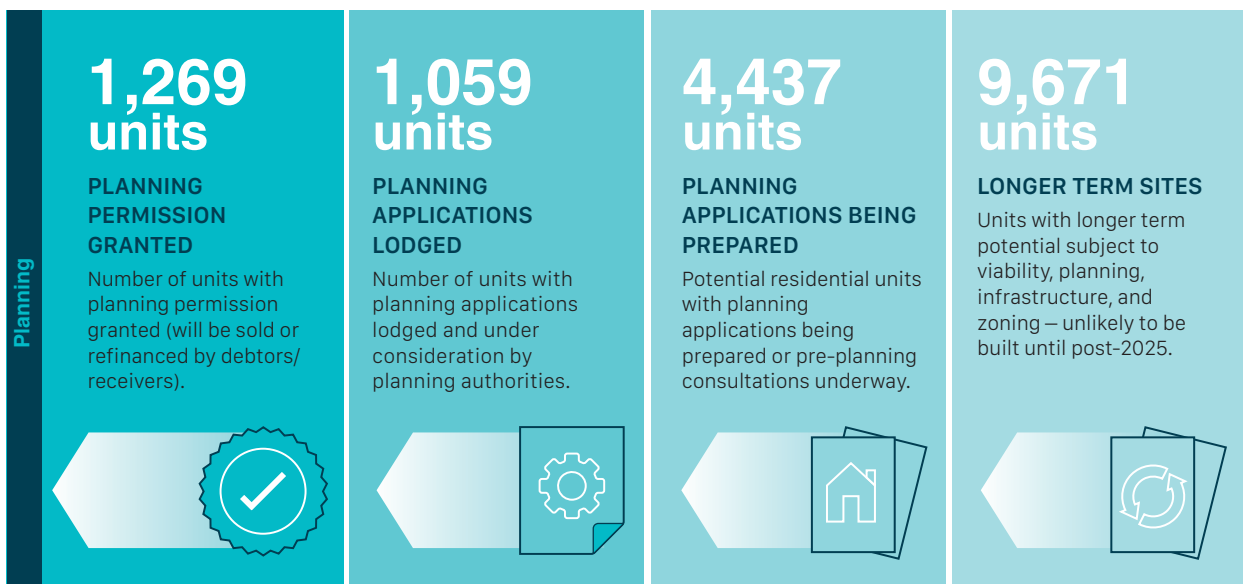 Planning
1,269
units
PLANNING
PERMISSION
GRANTED
Number of units with
planning permission
granted (will be sold or
refinanced by debtors/
receivers).
1,059
units
PLANNING
APPLICATIONS
LODGED
Number of units with
planning applications
lodged and under
consideration by
planning authorities.
4,437
units
PLANNING
APPLICATIONS BEING
PREPARED
Potential residential units
with planning
applications being
prepared or pre-planning
consultations underway.
9,671
units
LONGER TERM SITES
Units with longer term
potential subject to
viability, planning,
infrastructure, and
zoning – unlikely to be
built until post-2025.